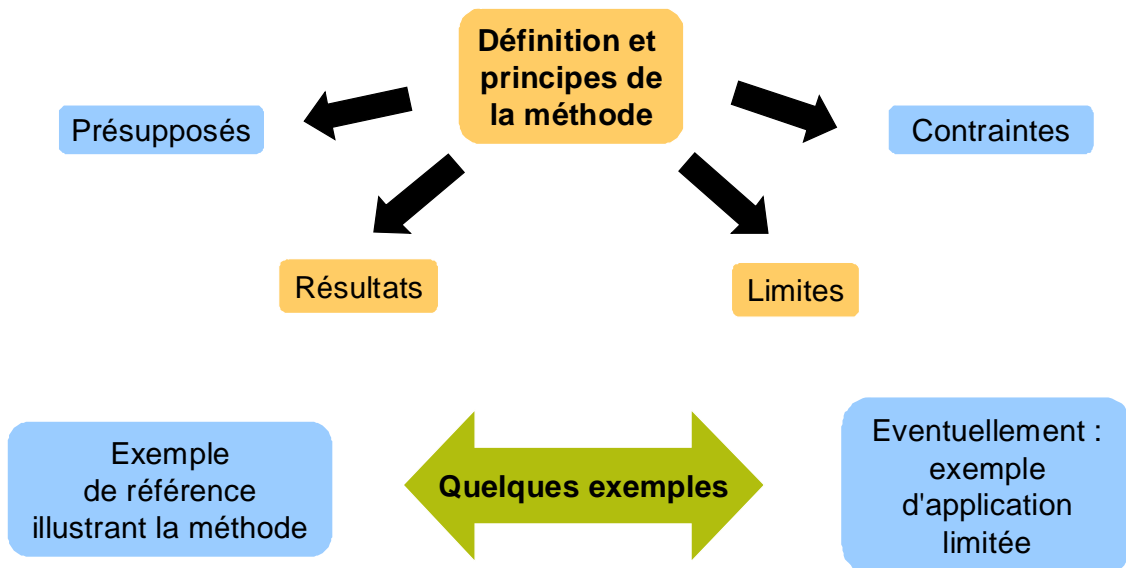 Définition et
principes de
la méthode
Présupposés
Contraintes
Résultats
Limites
Exemple
de référence
illustrant la méthode
Quelques exemples
Eventuellement :
exemple
d'application
limitée